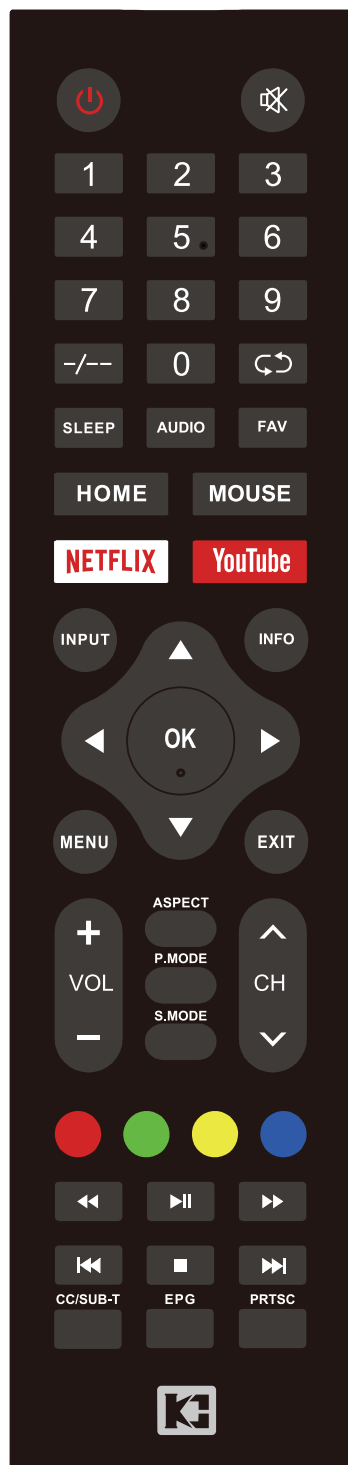 1 2 3
4 5 6
7 8 9
-/-- 0
SLEEP AUDIO FAV
HOME MOUSE
NETFLIX YouTube
INPUT INFO
OK
MENU EXIT
ASPECT
+
P.MODE
VOL CH
S.MODE
−
CC/SUB-T EPG PRTSC